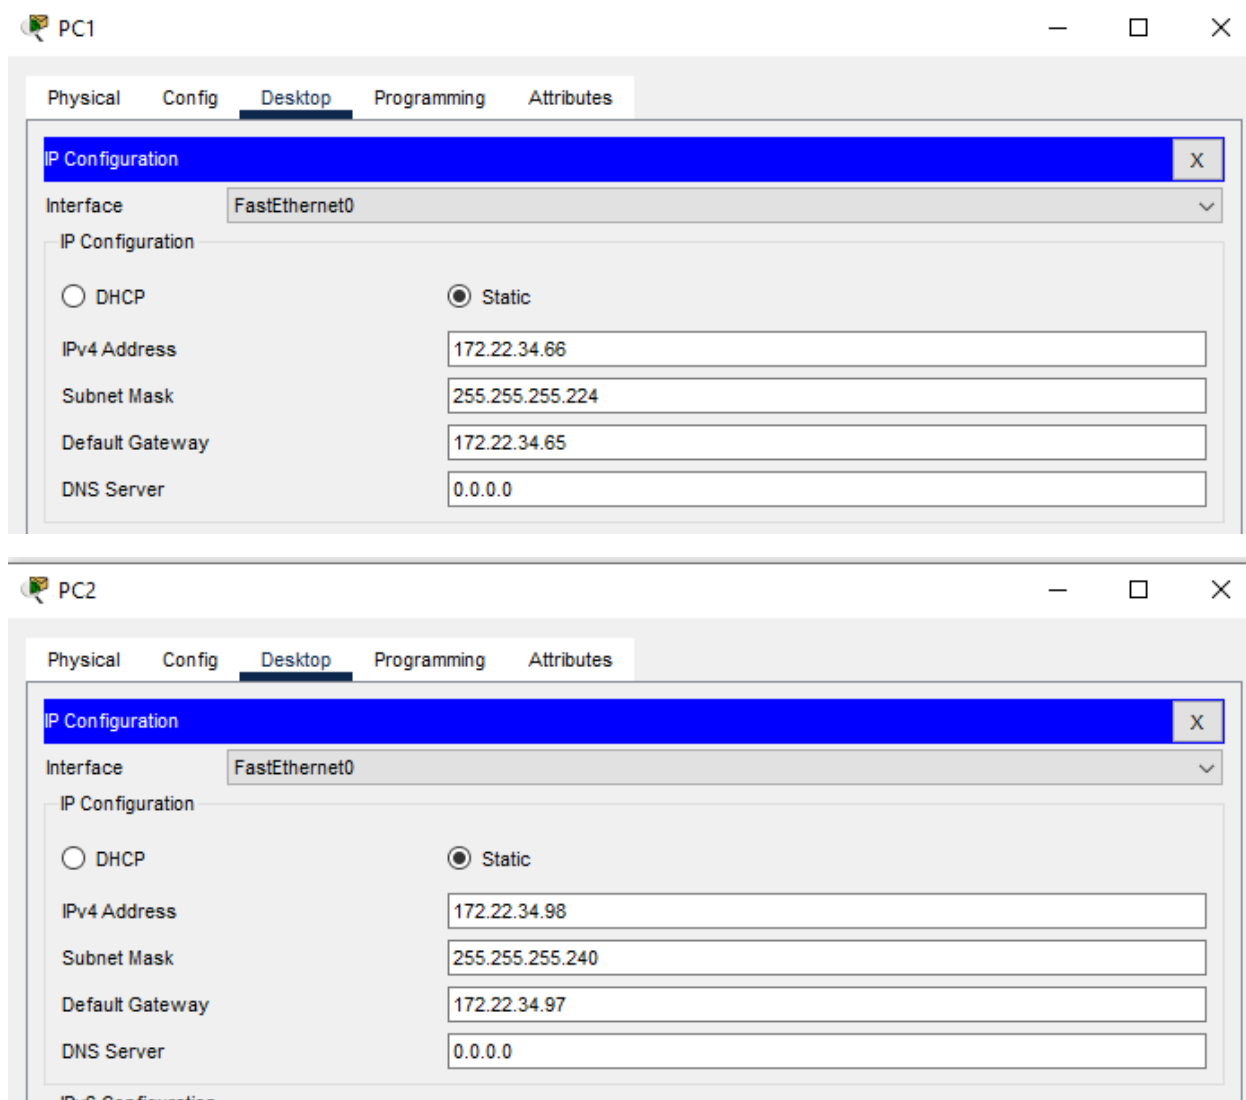 PC1
Physical Config Desktop Programming Attributes
IP Configuration X
Interface FastEthernet0
IP Configuration
DHCP Static
IPv4 Address 172.22.34.66
Subnet Mask 255.255.255.224
Default Gateway 172.22.34.65
DNS Server 0.0.0.0
PC2
Physical Config Desktop Programming Attributes
IP Configuration X
Interface FastEthernet0
IP Configuration
DHCP Static
IPv4 Address 172.22.34.98
Subnet Mask 255.255.255.240
Default Gateway 172.22.34.97
DNS Server 0.0.0.0